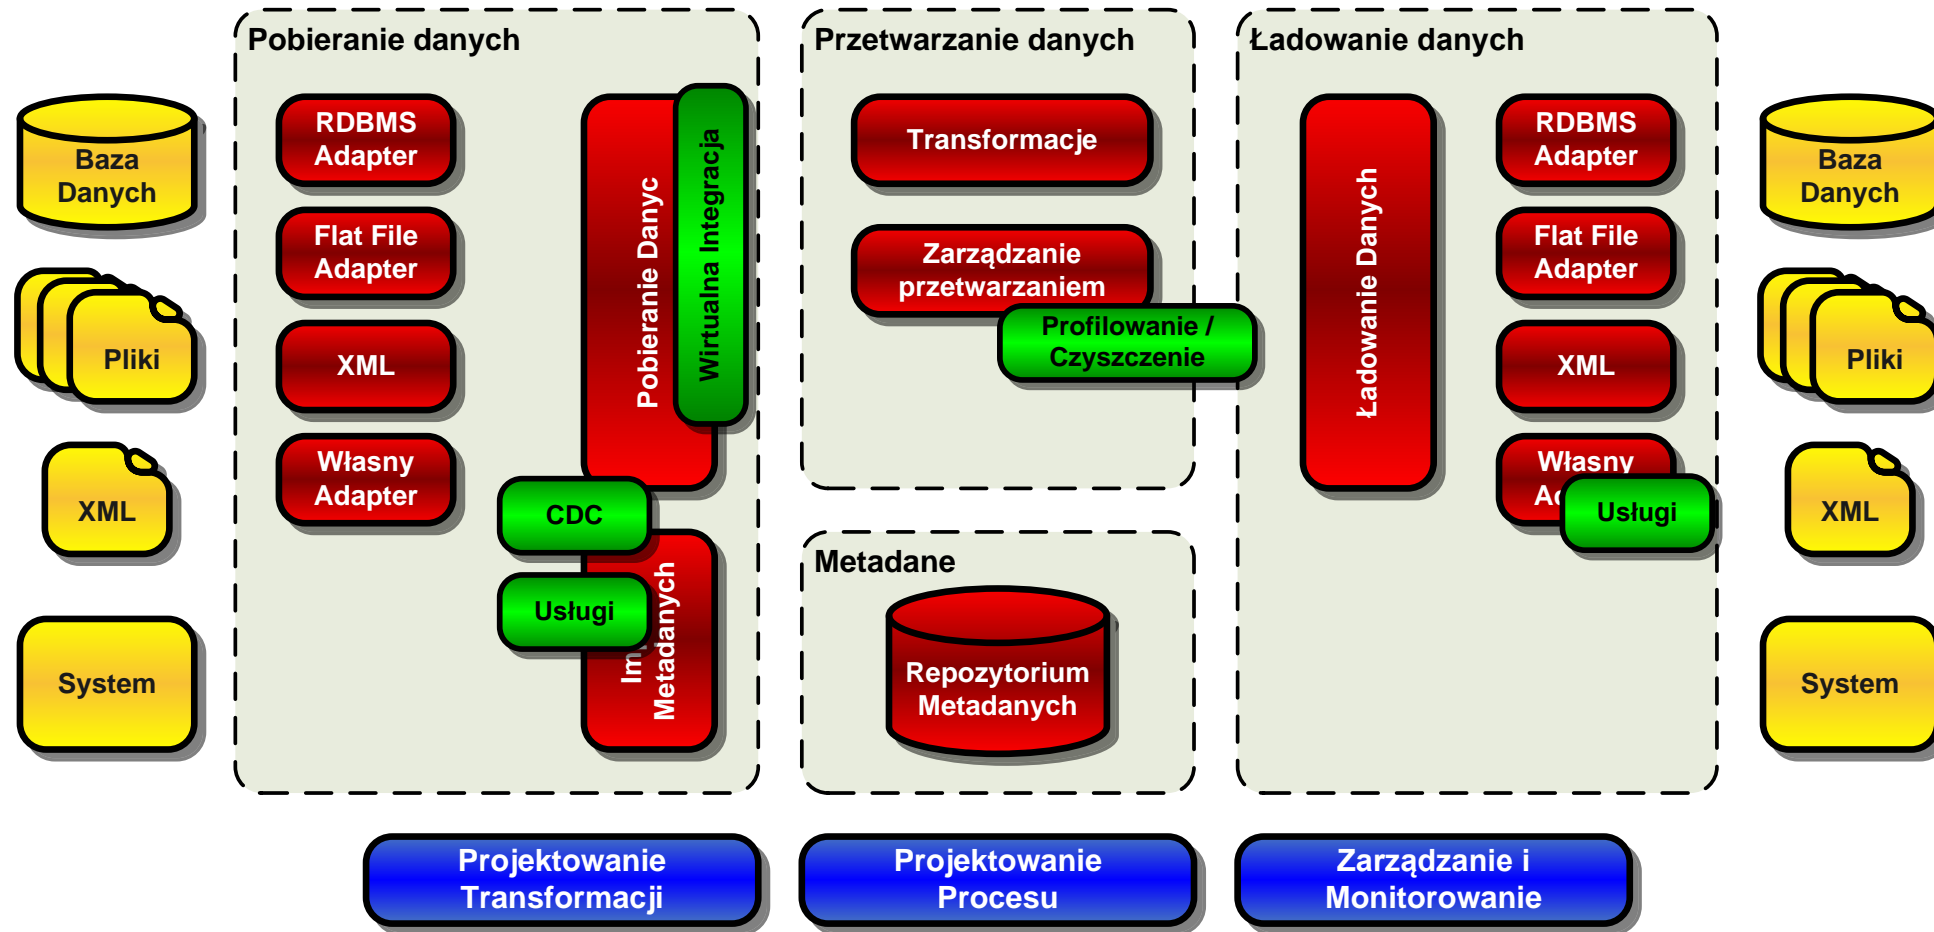 Pobieranie danych
Przetwarzanie danych
Ładowanie danych
Baza
Danych
Pliki
XML
System
RDBMS
Adapter
Flat File
Adapter
XML
Własny
Adapter
Pobieranie Danyc
Wirtualna Integracja
CDC
Usługi
Metadanych
Transformacje
Zarządzanie
przetwarzaniem
Profilowanie /
Czyszczenie
Metadane
Repozytorium
Metadanych
Ładowanie Danych
RDBMS
Adapter
Flat File
Adapter
XML
Własny
Usługi
Baza
Danych
Pliki
XML
System
Projektowanie
Transformacji
Projektowanie
Procesu
Zarządzanie i
Monitorowanie